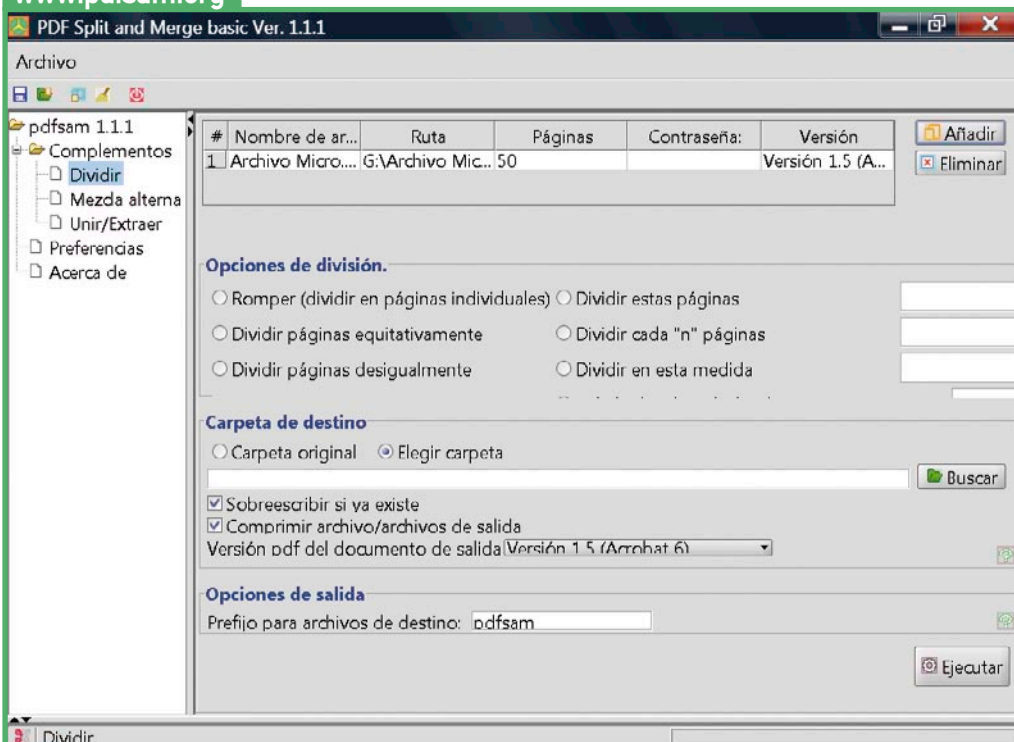 www.pdfsam.org
PDF Split and Merge basic Ver. 1.1.1
Archivo
pdfsam 1.1.1
Complementos
Dividir
Mezda alterna
Unir/Extraer
Preferencias
Acerca de
# Nombre de ar... Ruta Páginas Contraseña: Versión
1 Archivo Micro.... G:\Archivo Mic... 50 Versión 1.5 (A...
Añadir
Eliminar
Opciones de división.
Romper (dividir en páginas individuales) Dividir estas páginas
Dividir páginas equitativamente Dividir cada "n" páginas
Dividir páginas desigualmente Dividir en esta medida
Carpeta de destino
Carpeta original Elegir carpeta
Buscar
Sobreescribir si ya existe
Comprimir archivo/archivos de salida
Versión pdf del documento de salida Versión 1.5 (Acrobat 6)
Opciones de salida
Prefijo para archivos de destino: pdfsam
Ejecutar
Dividir